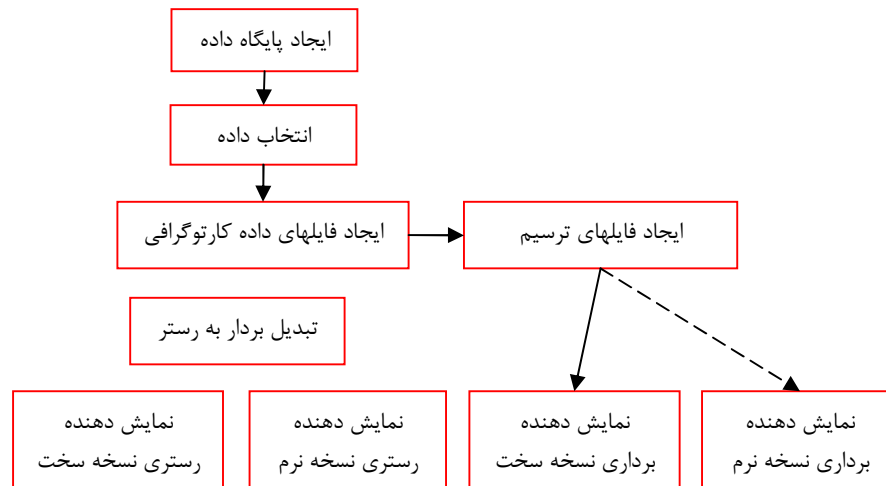 ایجاد پایگاه داده
انتخاب داده
ایجاد فایلهای داده کارتوگرافی
ایجاد فایلهای ترسیم
تبدیل بردار به رستر
نمایش دهنده
برداری نسخه نرم
نمایش دهنده
برداری نسخه سخت
نمایش دهنده
رستری نسخه نرم
نمایش دهنده
رستری نسخه سخت